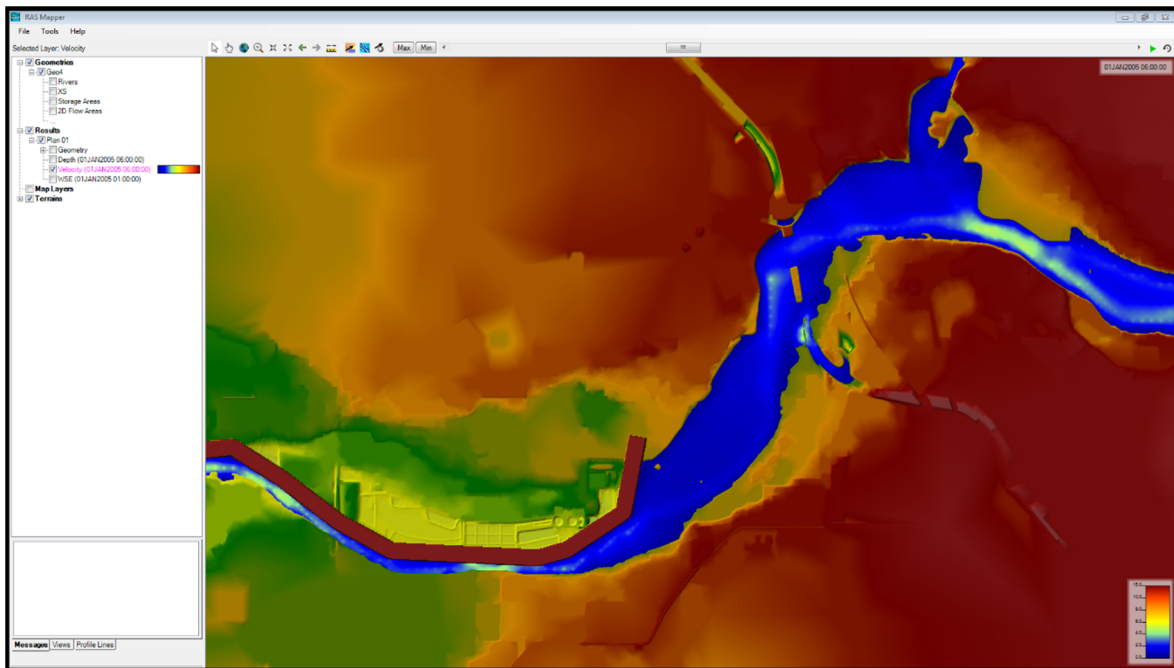 RAS Mapper
File Tools Help
Selected Layer: Velocity
Max Min
Geometries
Geo4
Rivers
XS
Storage Areas
2D Flow Areas
...
Results
Plan 01
Geometry
Depth (01JAN2005 06:00:00)
Velocity (01JAN2005 06:00:00)
WSE (01JAN2005 01:00:00)
Map Layers
Terrains
01JAN2005 06:00:00
Messages Views Profile Lines